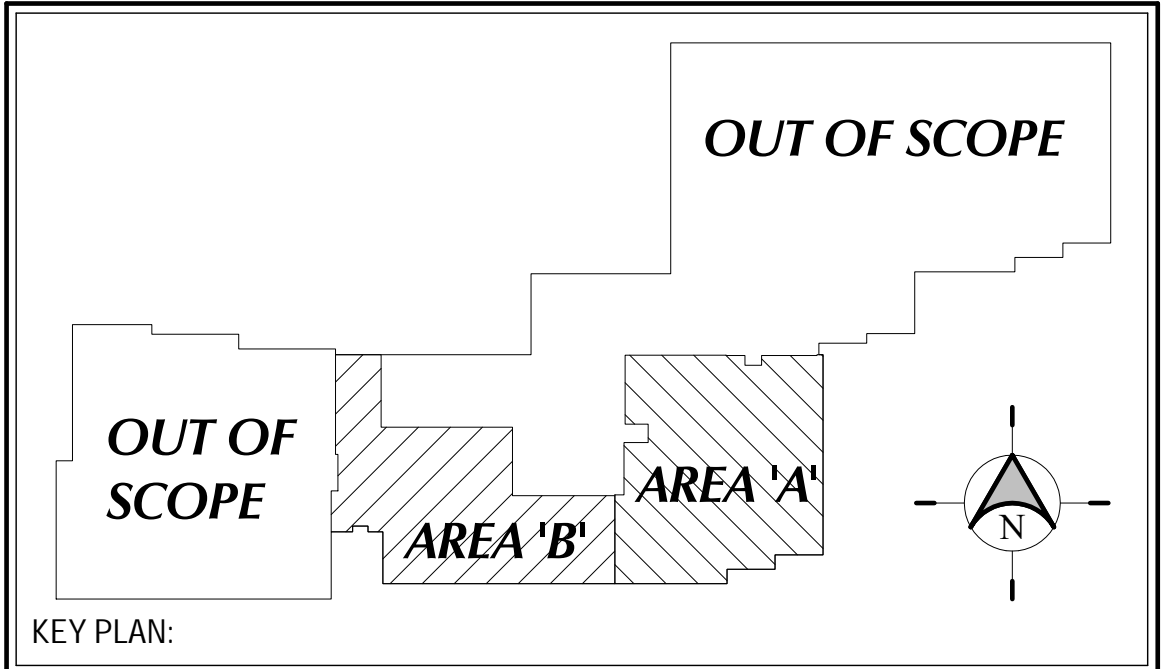 OUT OF SCOPE
OUT OF
SCOPE
AREA 'A'
AREA 'B'
N
KEY PLAN: